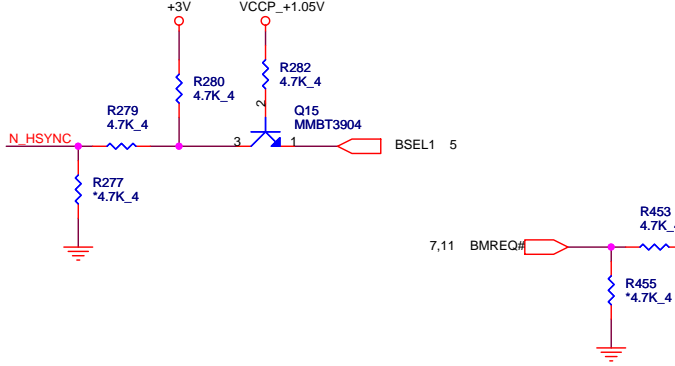 +3V VCCP_+1.05V
R280
4.7K_4
R282
4.7K_4
2
R279
4.7K_4
Q15
MMBT3904
N_HSYNC
3
1
BSEL1 5
R277
*4.7K_4
R453
4.7K_4
7,11 BMREQ#
R455
*4.7K_4